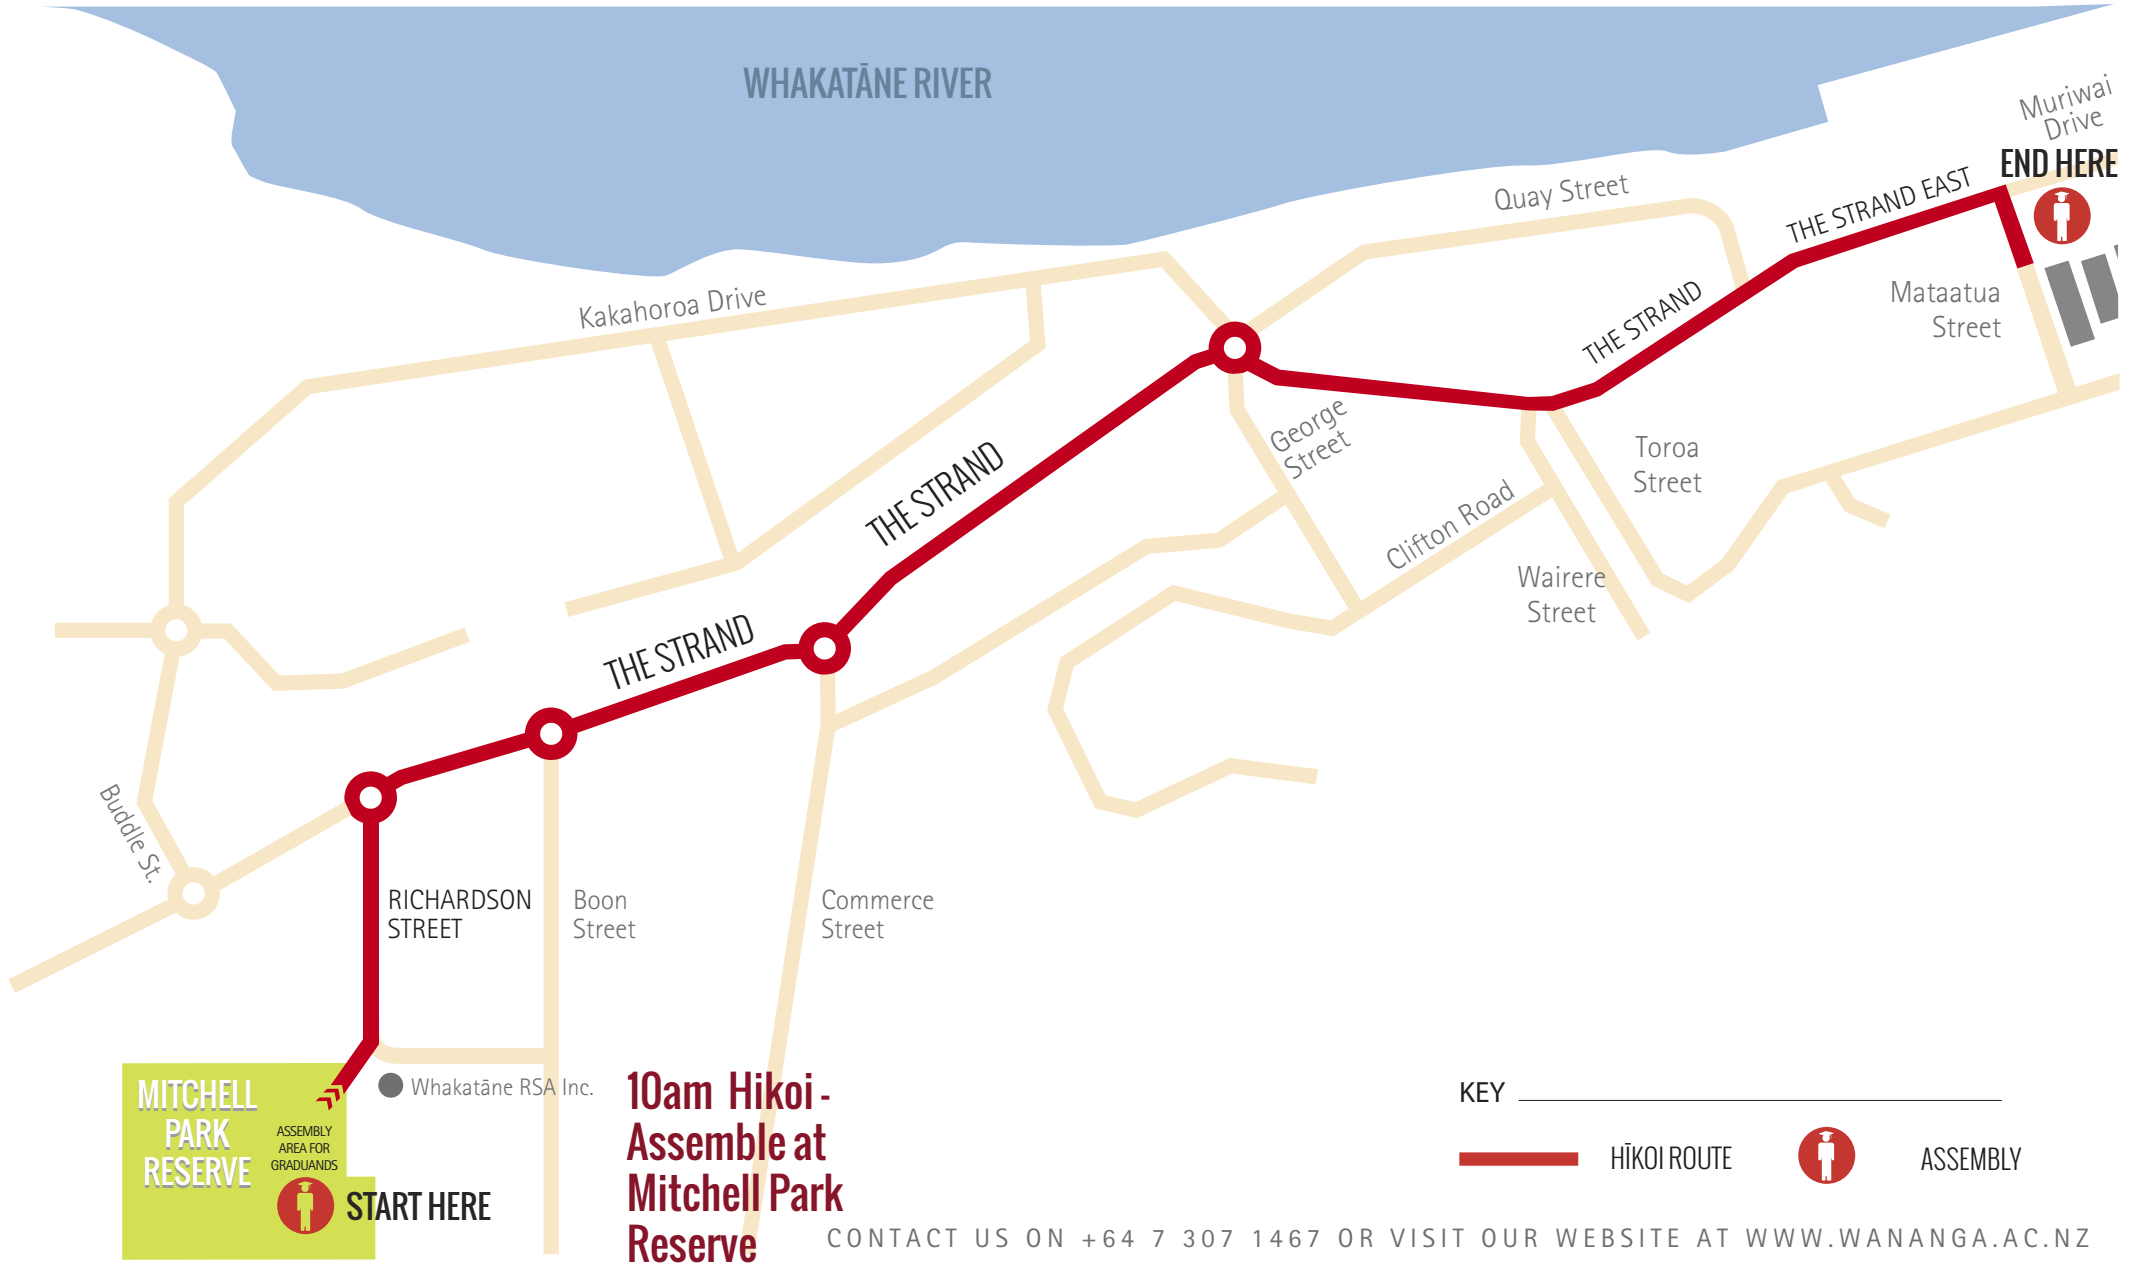 WHAKATĀNE RIVER
Muriwai
Drive
END HERE
THE STRAND EAST
Quay Street
Kakahoroa Drive
Mataatua
Street
THE STRAND
George
Street
THE STRAND
Toroa
Street
Clifton Road
Wairere
Street
THE STRAND
Buddle St.
RICHARDSON
STREET
Boon
Street
Commerce
Street
MITCHELL
PARK
RESERVE
ASSEMBLY
AREA FOR
GRADUANDS
START HERE
Whakatāne RSA Inc.
10am Hikoi -
Assemble at
Mitchell Park
Reserve
KEY
HĪKOI ROUTE
ASSEMBLY
CONTACT US ON +64 7 307 1467 OR VISIT OUR WEBSITE AT WWW.WANANGA.AC.NZ